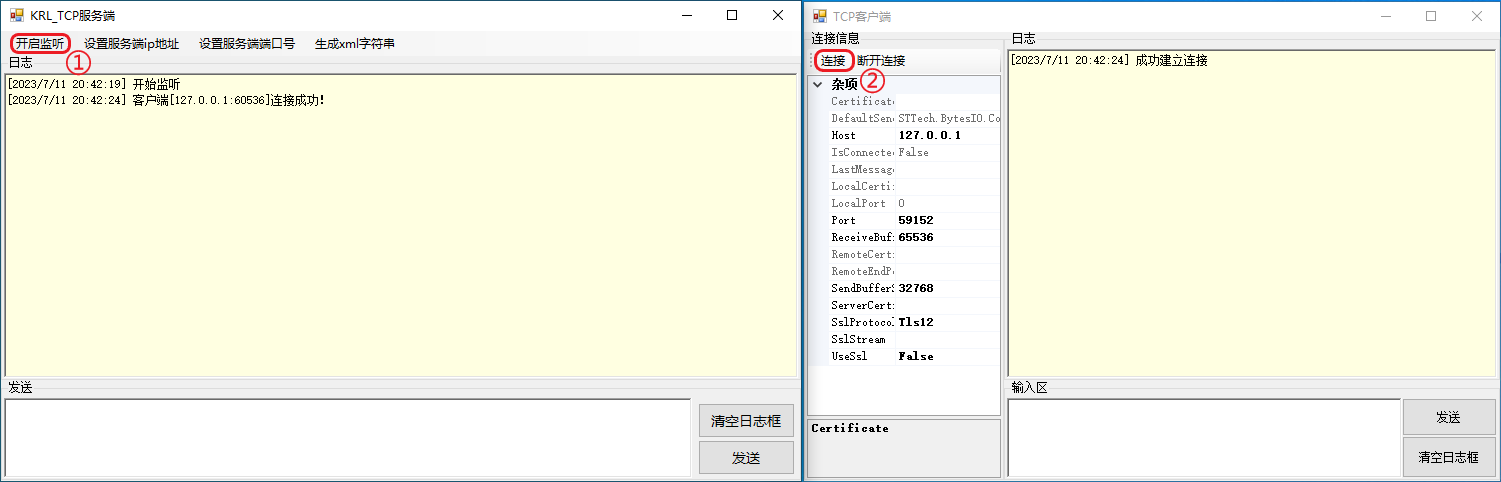 KRL_TCP服务端
开启监听 设置服务端ip地址 设置服务端端口号 生成xml字符串
①
日志
[2023/7/11 20:42:19] 开始监听
[2023/7/11 20:42:24] 客户端[127.0.0.1:60536]连接成功!
发送
清空日志框
发送
TCP客户端
连接信息
连接 断开连接
②
杂项
Certificate
DefaultSend STTech.BytesIO.Co
Host 127.0.0.1
IsConnected False
LastMessage
LocalCerti:
LocalPort 0
Port 59152
ReceiveBuf: 65536
RemoteCert:
RemoteEndPo
SendBufferS 32768
ServerCert:
SslProtocol Tls12
SslStream
UseSsl False
Certificate
日志
[2023/7/11 20:42:24] 成功建立连接
输入区
发送
清空日志框